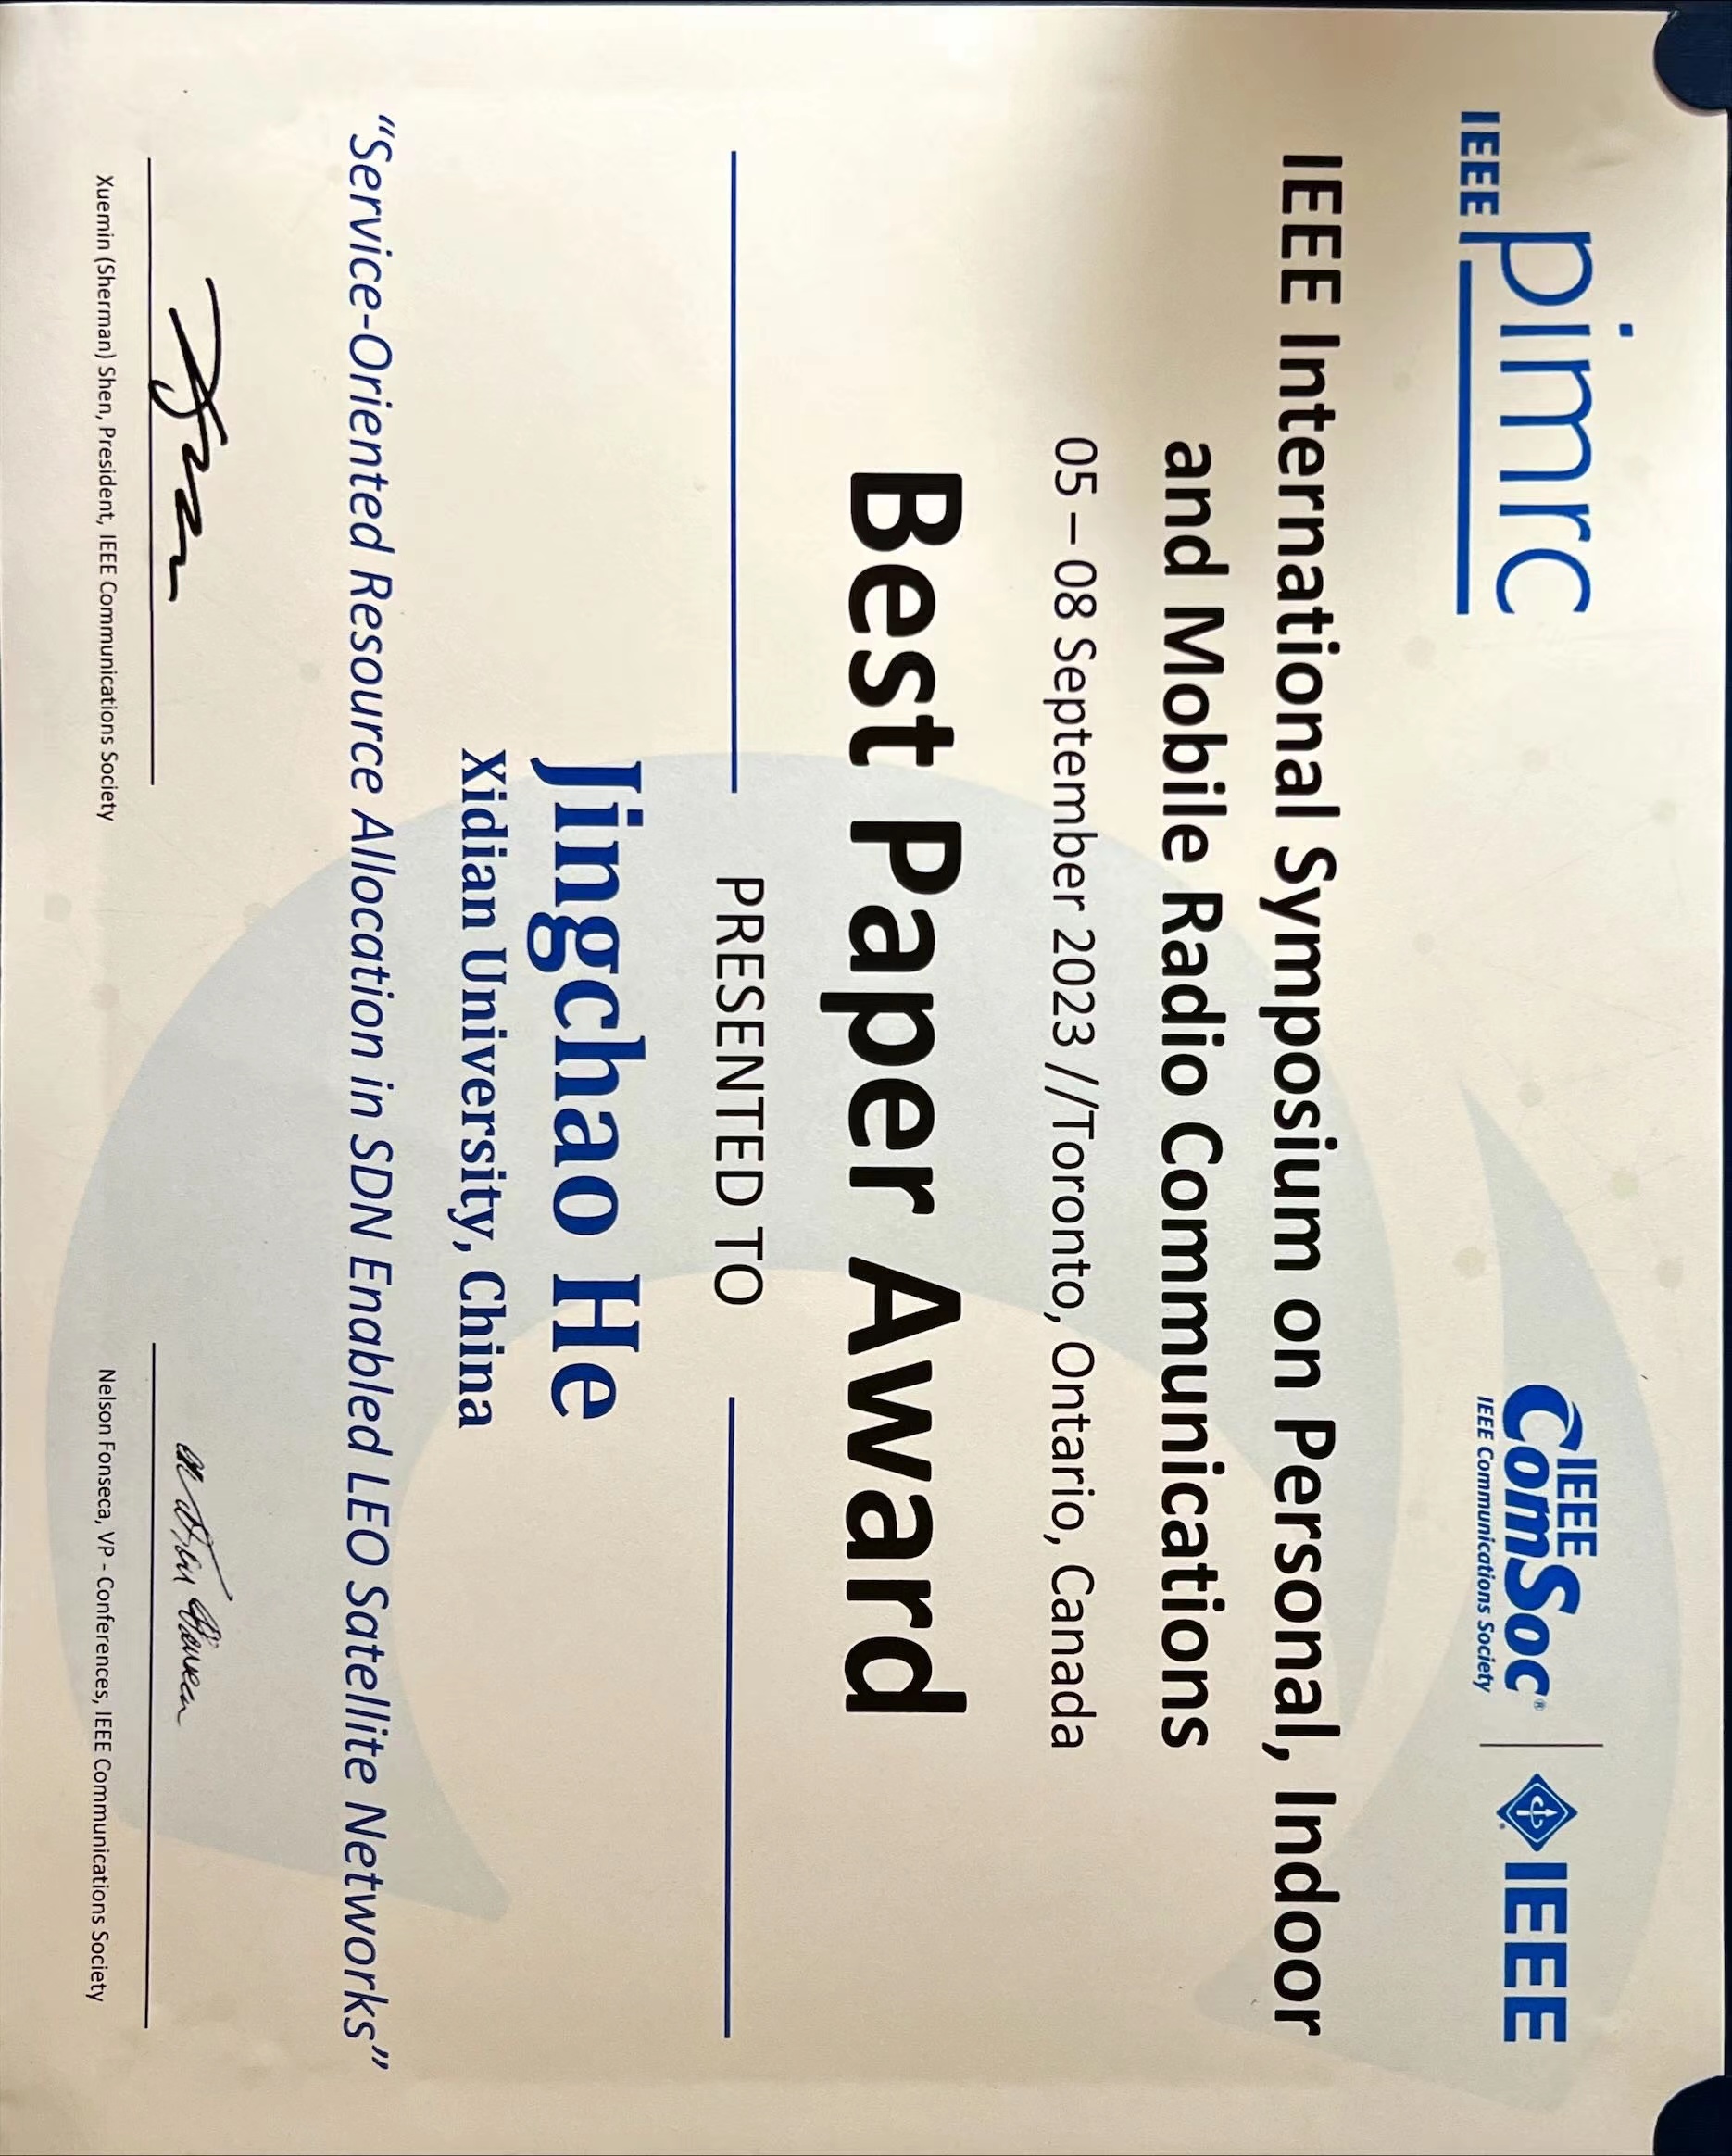 IEEE pimrc
IEEE ComSoc®
IEEE Communications Society
IEEE
IEEE International Symposium on Personal, Indoor
and Mobile Radio Communications
05 – 08 September 2023 //Toronto, Ontario, Canada
Best Paper Award
PRESENTED TO
Jingchao He
Xidian University, China
“Service-Oriented Resource Allocation in SDN Enabled LEO Satellite Networks”
Xuemin (Sherman) Shen, President, IEEE Communications Society
Nelson Fonseca, VP - Conferences, IEEE Communications Society